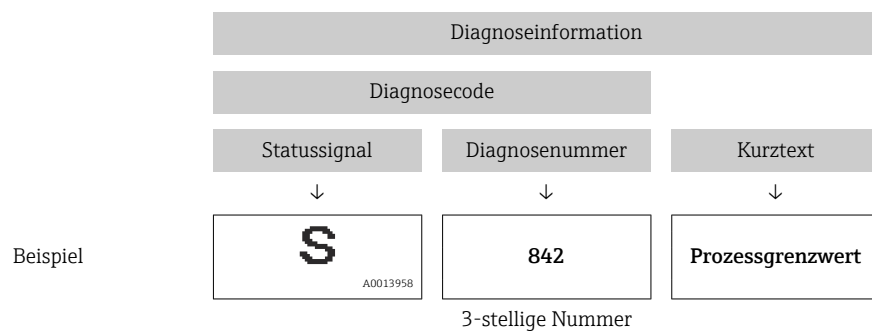 Diagnoseinformation
Diagnosecode
Statussignal Diagnosenummer Kurztext
↓ ↓ ↓
Beispiel S 842 Prozessgrenzwert
A0013958
3-stellige Nummer